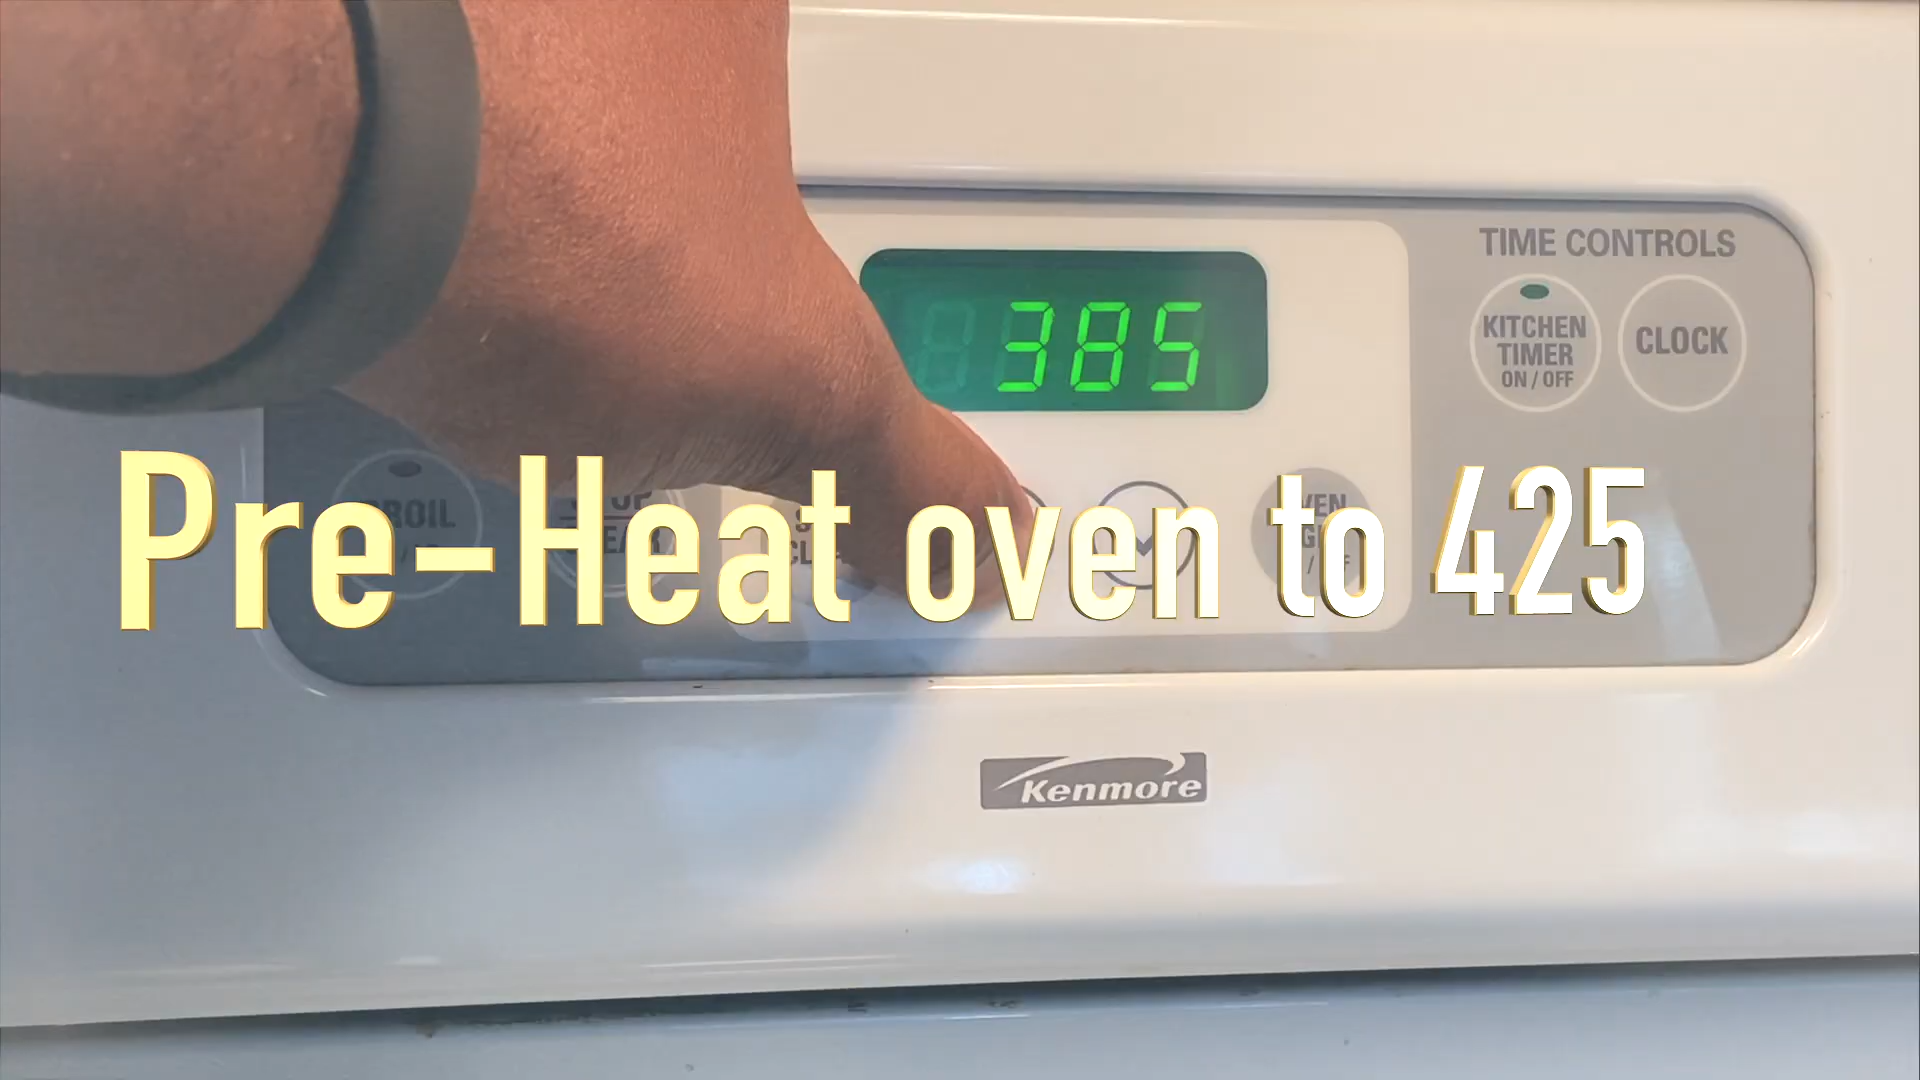 385
TIME CONTROLS
KITCHEN
TIMER
ON / OFF
CLOCK
Pre-Heat oven to 425
Kenmore